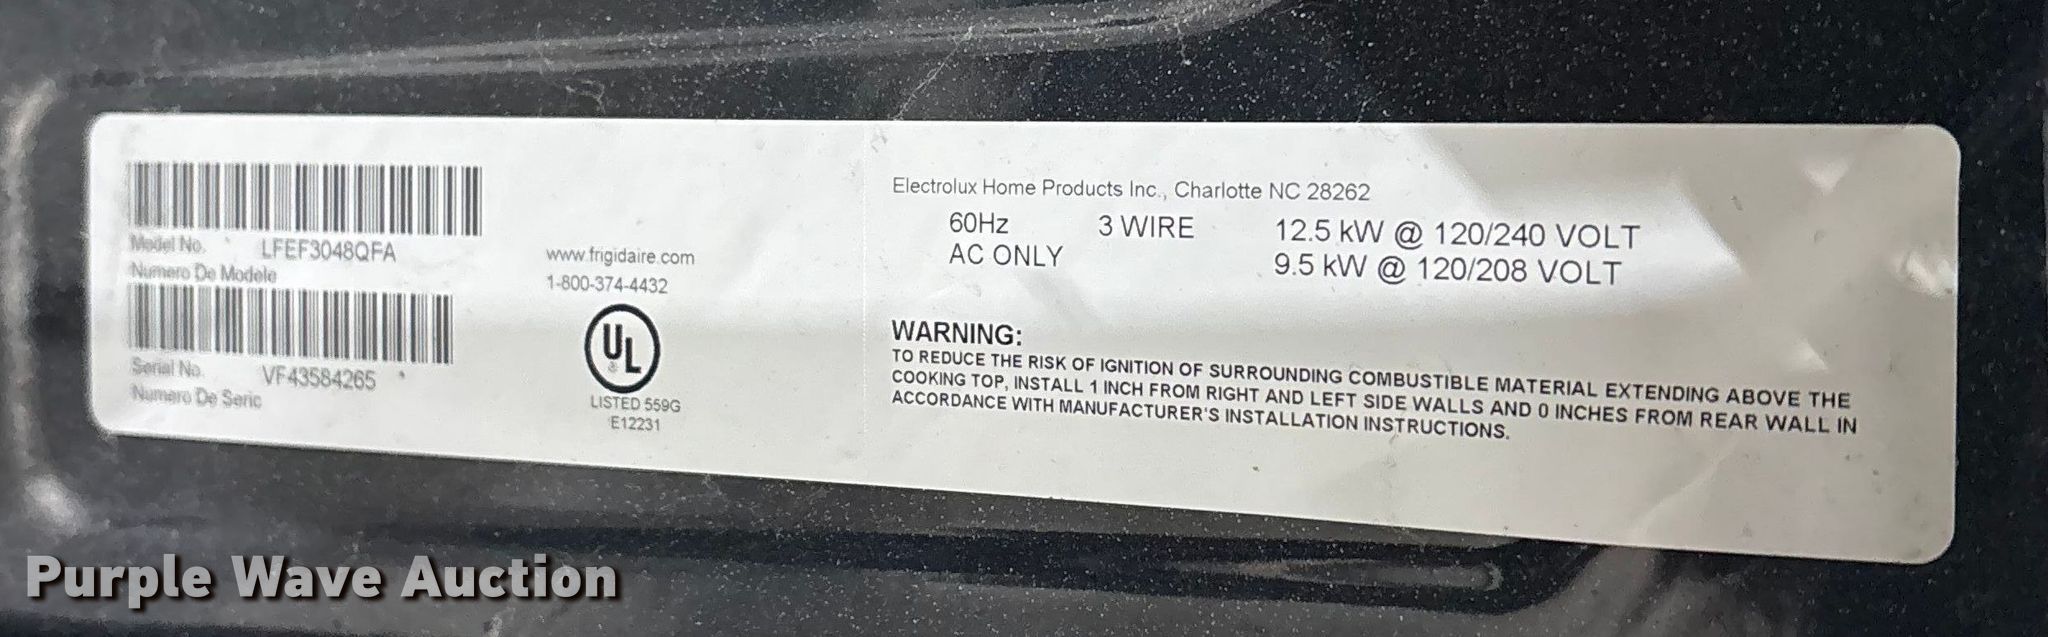 Model No. LFEF3048QFA
Numero De Modele
Serial No. VF43584265
Numero De Serie
www.frigidaire.com
1-800-374-4432
UL
LISTED 559G
E12231
Electrolux Home Products Inc., Charlotte NC 28262
60Hz 3 WIRE 12.5 kW @ 120/240 VOLT
AC ONLY 9.5 kW @ 120/208 VOLT
WARNING:
TO REDUCE THE RISK OF IGNITION OF SURROUNDING COMBUSTIBLE MATERIAL EXTENDING ABOVE THE
COOKING TOP, INSTALL 1 INCH FROM RIGHT AND LEFT SIDE WALLS AND 0 INCHES FROM REAR WALL IN
ACCORDANCE WITH MANUFACTURER'S INSTALLATION INSTRUCTIONS.
Purple Wave Auction